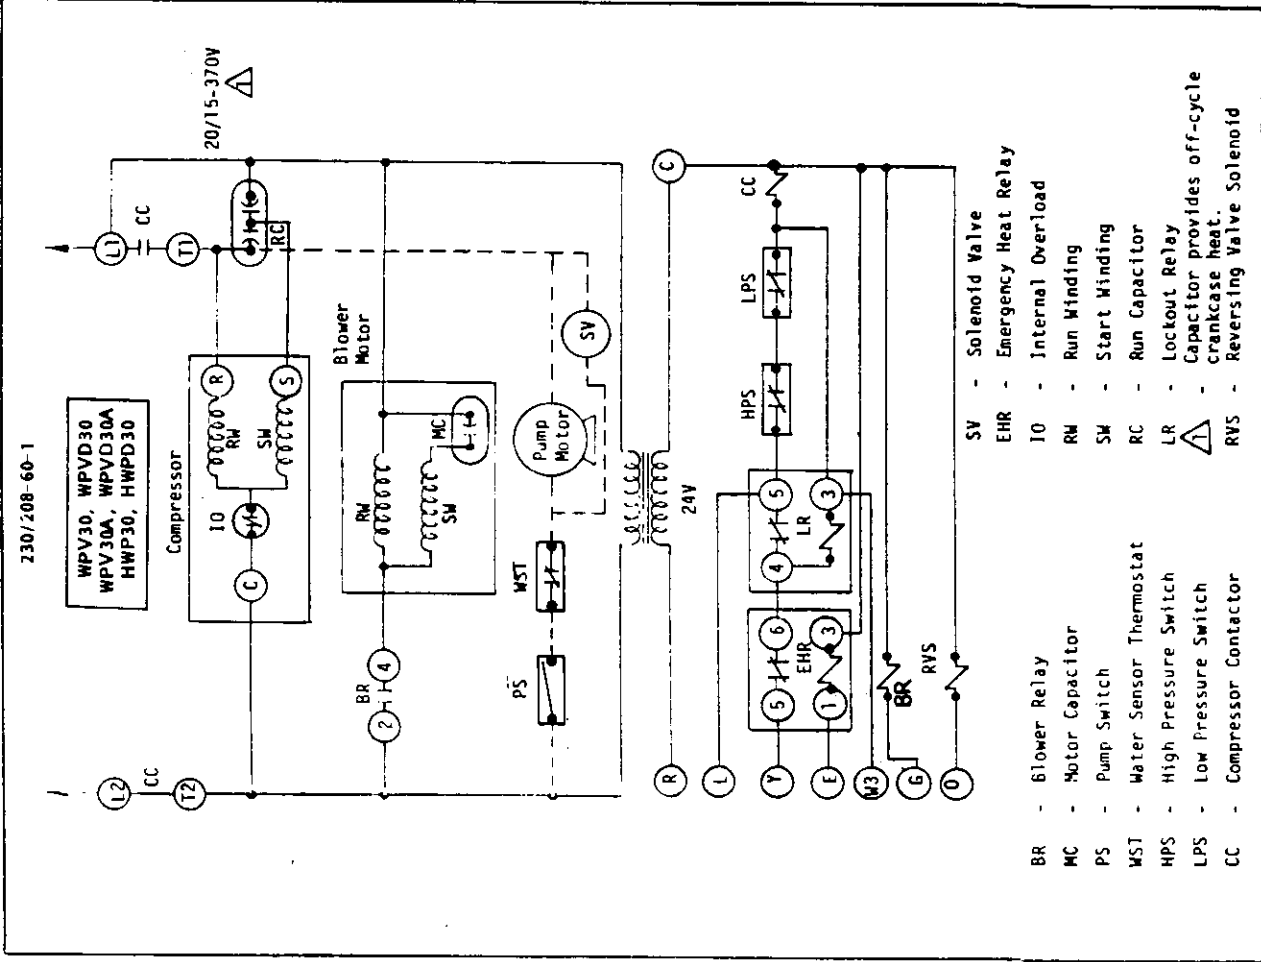 230/208-60-1
WPV30, WPVD30
WPV30A, WPVD30A
HWP30, HWPD30
L2
CC
T2
L1
CC
T1
20/15-370V
1
RC
Compressor
C
IO
RW
R
SW
S
Blower
Motor
BR
2
4
RW
SW
MC
PS
WST
Pump
Motor
SV
24V
R
C
L
Y
5
6
4
5
HPS
LPS
CC
E
1
EHR
3
LR
3
W3
G
BR
O
RVS
BR - Blower Relay
MC - Motor Capacitor
PS - Pump Switch
WST - Water Sensor Thermostat
HPS - High Pressure Switch
LPS - Low Pressure Switch
CC - Compressor Contactor
SV - Solenoid Valve
EHR - Emergency Heat Relay
IO - Internal Overload
RW - Run Winding
SW - Start Winding
RC - Run Capacitor
LR - Lockout Relay
1 - Capacitor provides off-cycle
crankcase heat.
RVS - Reversing Valve Solenoid